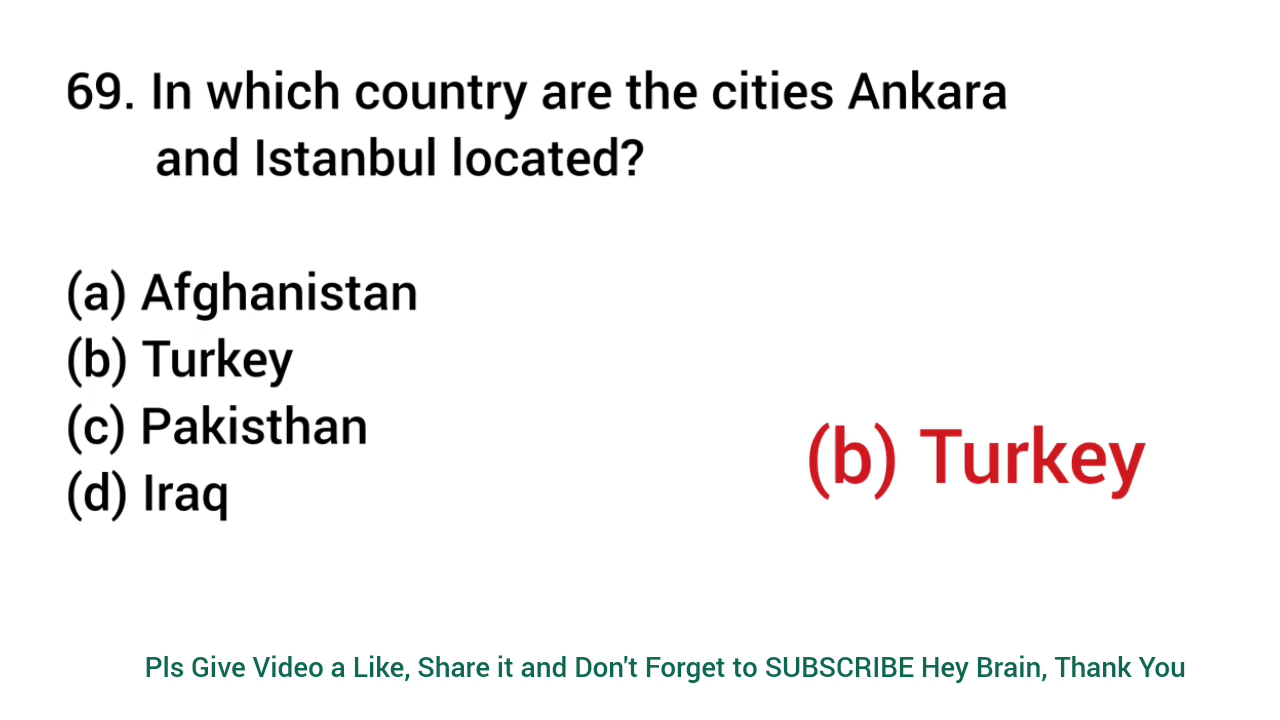 69. In which country are the cities Ankara
and Istanbul located?
(a) Afghanistan
(b) Turkey
(c) Pakisthan
(d) Iraq
(b) Turkey
Pls Give Video a Like, Share it and Don't Forget to SUBSCRIBE Hey Brain, Thank You